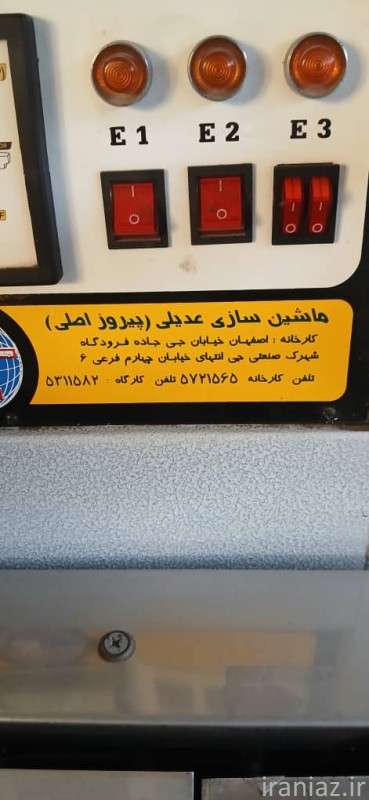 E1 E2 E3
ماشین سازی عدیلی (پیروز اصلی)
کارخانه : اصفهان خیابان جی جاده فرودگاه
شهرک صنعتی جی انتهای خیابان چهارم فرعی ۶
تلفن کارخانه ۵۷۲۱۵۶۵ تلفن کارگاه : ۵۳۱۱۵۸۲
iraniaz.ir